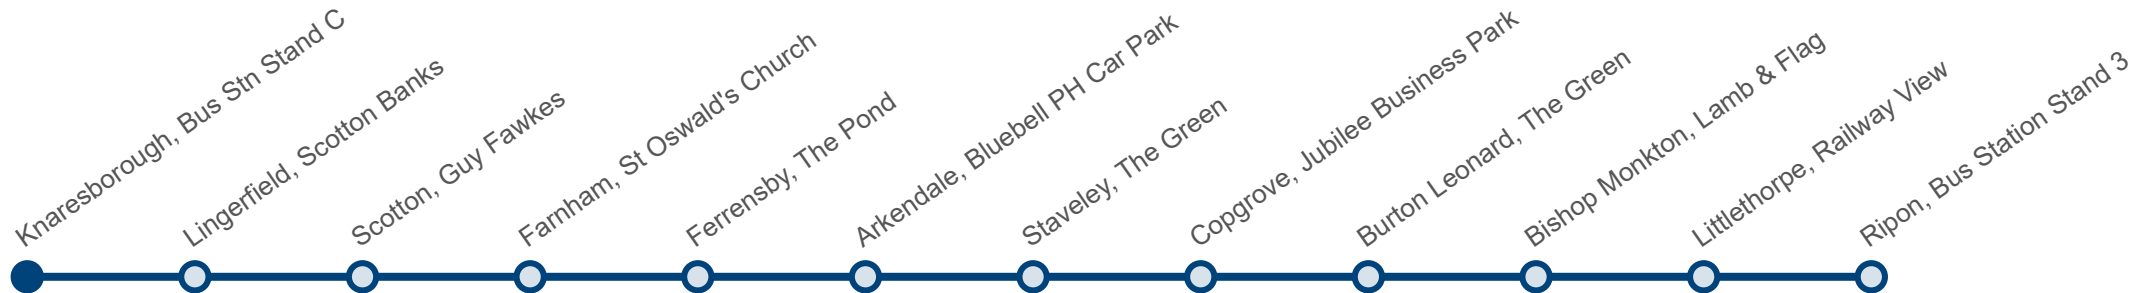 Knaresborough, Bus Stn Stand C
Lingerfield, Scotton Banks
Scotton, Guy Fawkes
Farnham, St Oswald's Church
Ferrensby, The Pond
Arkendale, Bluebell PH Car Park
Staveley, The Green
Copgrove, Jubilee Business Park
Burton Leonard, The Green
Bishop Monkton, Lamb & Flag
Littlethorpe, Railway View
Ripon, Bus Station Stand 3